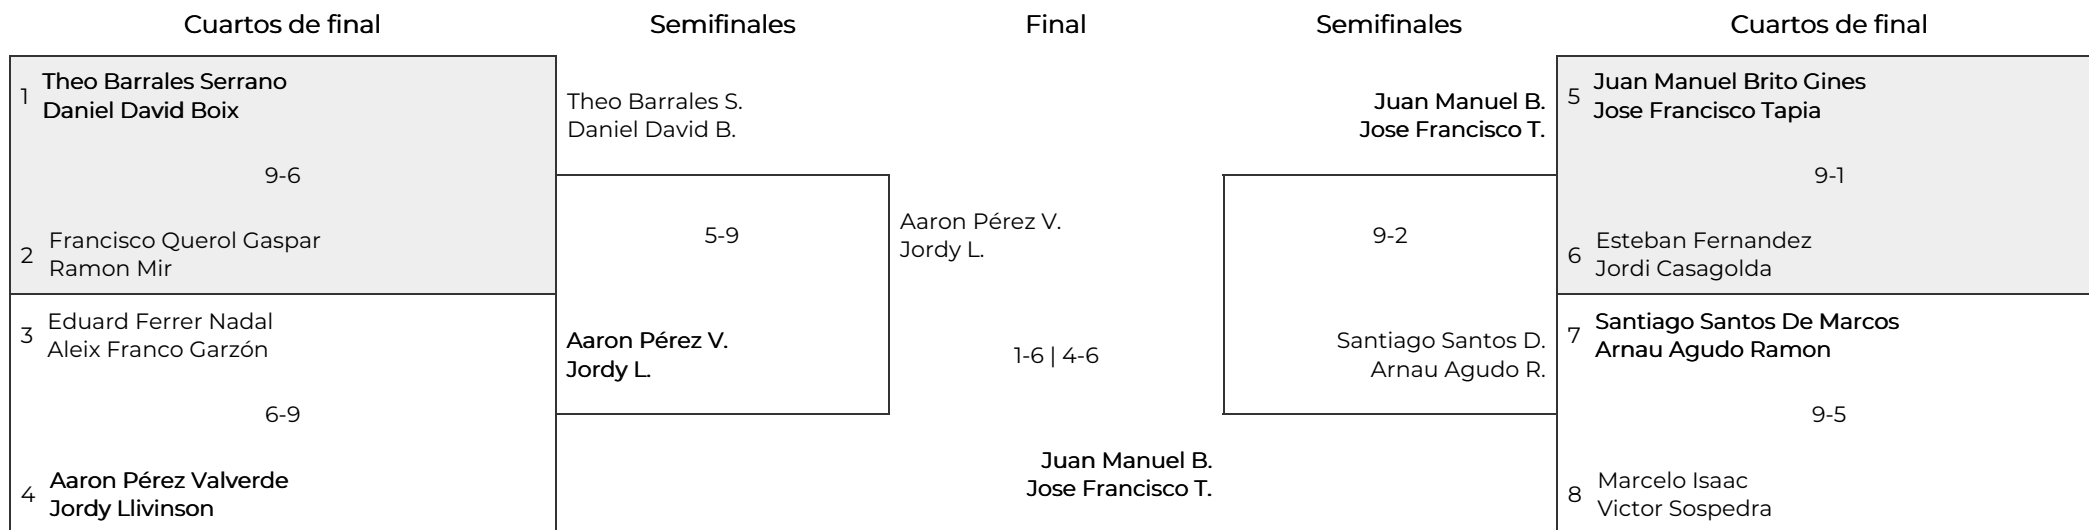 Cuartos de final
Semifinales
Final
Semifinales
Cuartos de final
1
Theo Barrales Serrano
Daniel David Boix
9-6
2
Francisco Querol Gaspar
Ramon Mir
3
Eduard Ferrer Nadal
Aleix Franco Garzón
6-9
4
Aaron Pérez Valverde
Jordy Llivinson
Theo Barrales S.
Daniel David B.
5-9
Aaron Pérez V.
Jordy L.
Aaron Pérez V.
Jordy L.
1-6 | 4-6
Juan Manuel B.
Jose Francisco T.
Juan Manuel B.
Jose Francisco T.
9-2
Santiago Santos D.
Arnau Agudo R.
5
Juan Manuel Brito Gines
Jose Francisco Tapia
9-1
6
Esteban Fernandez
Jordi Casagolda
7
Santiago Santos De Marcos
Arnau Agudo Ramon
9-5
8
Marcelo Isaac
Victor Sospedra